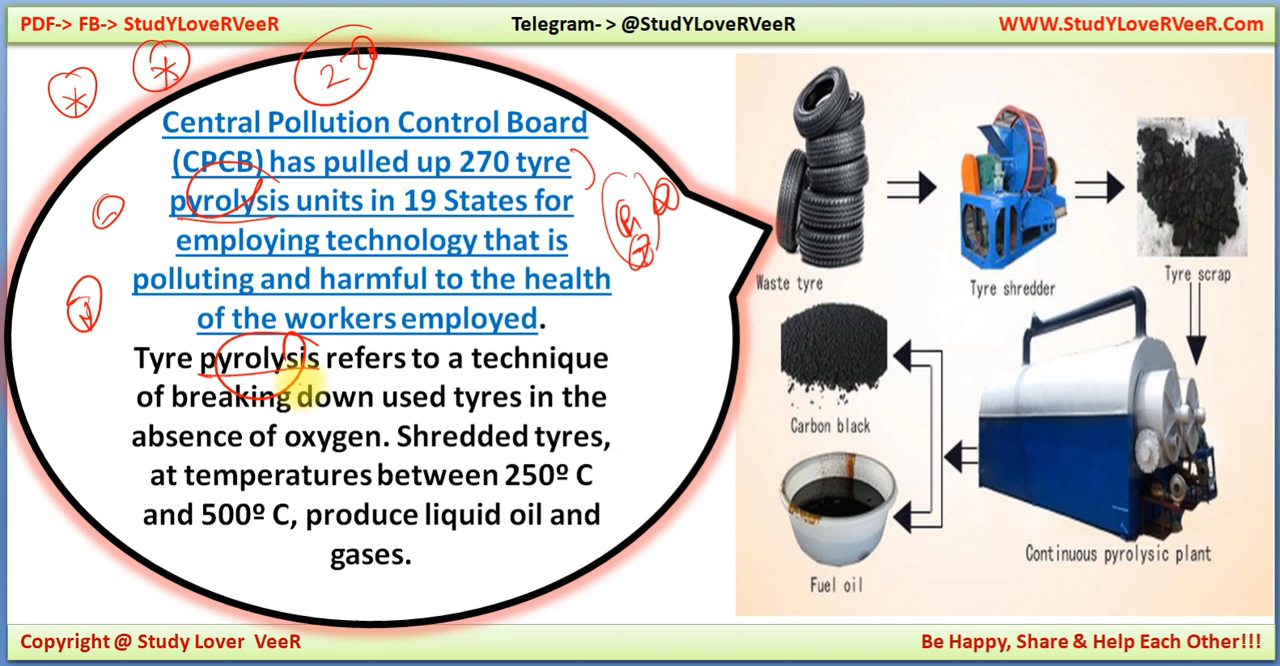 PDF-> FB-> StudYLoveRVeeR
Telegram- > @StudYLoveRVeeR
WWW.StudYLoveRVeeR.Com
Central Pollution Control Board
(CPCB) has pulled up 270 tyre
pyrolysis units in 19 States for
employing technology that is
polluting and harmful to the health
of the workers employed.
Tyre pyrolysis refers to a technique
of breaking down used tyres in the
absence of oxygen. Shredded tyres,
at temperatures between 250º C
and 500º C, produce liquid oil and
gases.
Waste tyre
Tyre shredder
Tyre scrap
Carbon black
Continuous pyrolysic plant
Fuel oil
Copyright @ Study Lover VeeR
Be Happy, Share & Help Each Other!!!